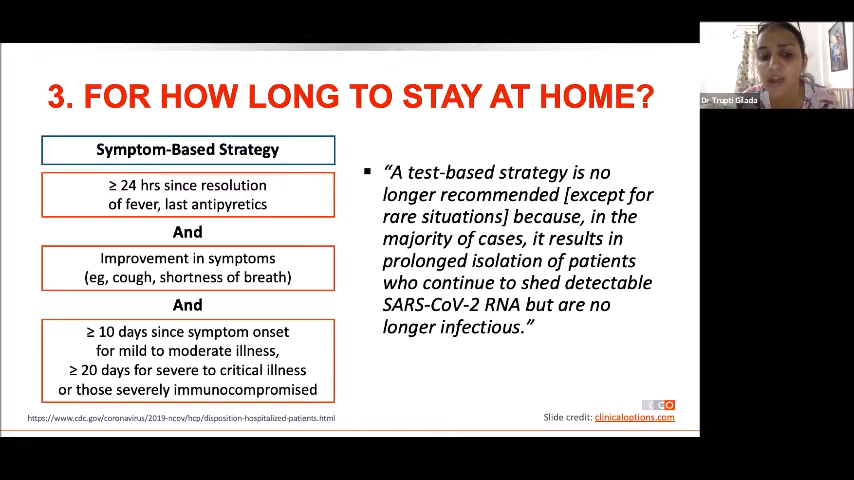 3. FOR HOW LONG TO STAY AT HOME?
Symptom-Based Strategy
≥ 24 hrs since resolution
of fever, last antipyretics
And
Improvement in symptoms
(eg, cough, shortness of breath)
And
≥ 10 days since symptom onset
for mild to moderate illness,
≥ 20 days for severe to critical illness
or those severely immunocompromised
▪ “A test-based strategy is no
longer recommended [except for
rare situations] because, in the
majority of cases, it results in
prolonged isolation of patients
who continue to shed detectable
SARS-CoV-2 RNA but are no
longer infectious.”
CCO
https://www.cdc.gov/coronavirus/2019-ncov/hcp/disposition-hospitalized-patients.html
Slide credit: clinicaloptions.com
Dr Trupti Gilada